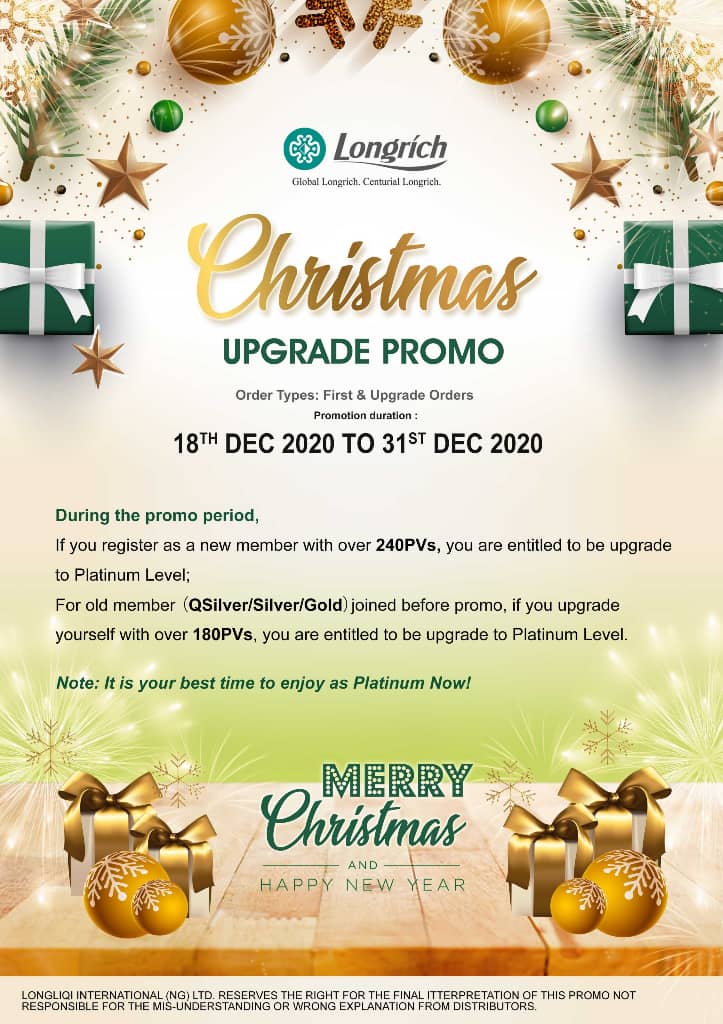 Longrich
Global Longrich. Centurial Longrich.
Christmas
UPGRADE PROMO
Order Types: First & Upgrade Orders
Promotion duration :
18TH DEC 2020 TO 31ST DEC 2020
During the promo period,
If you register as a new member with over 240PVs, you are entitled to be upgrade
to Platinum Level;
For old member（QSilver/Silver/Gold）joined before promo, if you upgrade
yourself with over 180PVs, you are entitled to be upgrade to Platinum Level.
Note: It is your best time to enjoy as Platinum Now!
MERRY
Christmas
AND
HAPPY NEW YEAR
LONGLIQI INTERNATIONAL (NG) LTD. RESERVES THE RIGHT FOR THE FINAL ITTERPRETATION OF THIS PROMO NOT
RESPONSIBLE FOR THE MIS-UNDERSTANDING OR WRONG EXPLANATION FROM DISTRIBUTORS.